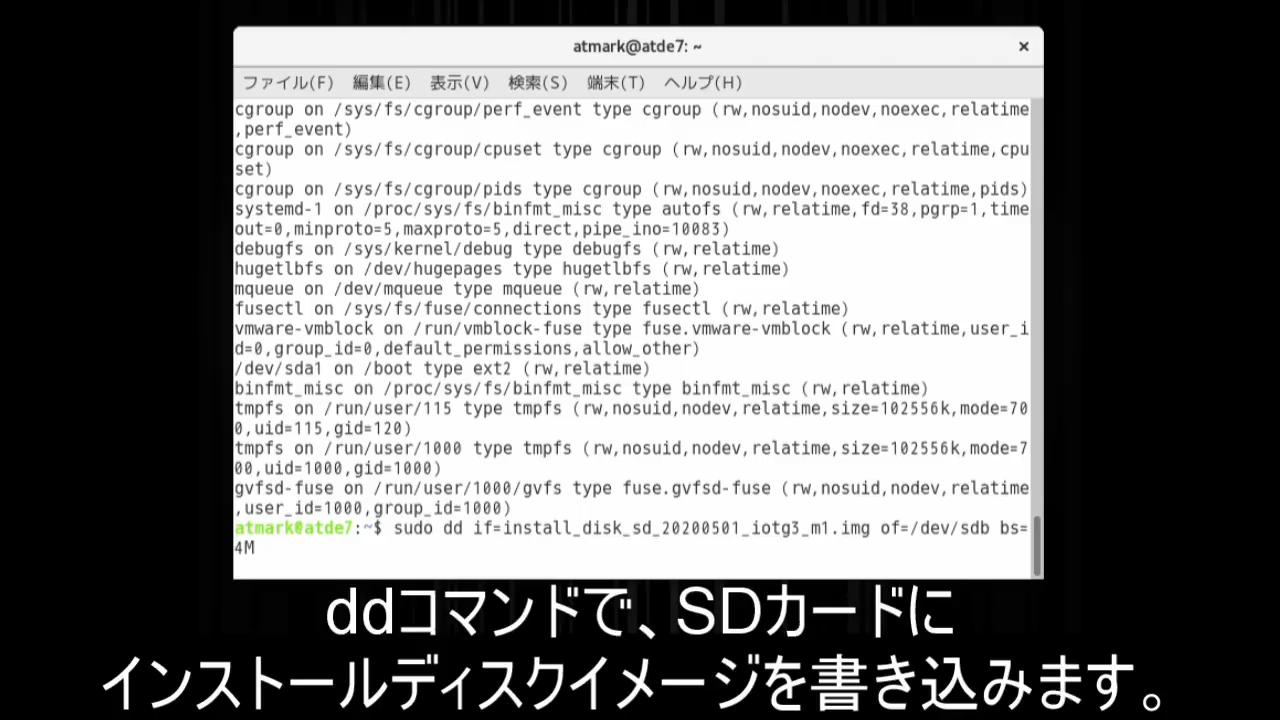 atmark@atde7: ~
×
ファイル(F) 編集(E) 表示(V) 検索(S) 端末(T) ヘルプ(H)
cgroup on /sys/fs/cgroup/perf_event type cgroup (rw,nosuid,nodev,noexec,relatime
,perf_event)
cgroup on /sys/fs/cgroup/cpuset type cgroup (rw,nosuid,nodev,noexec,relatime,cpu
set)
cgroup on /sys/fs/cgroup/pids type cgroup (rw,nosuid,nodev,noexec,relatime,pids)
systemd-1 on /proc/sys/fs/binfmt_misc type autofs (rw,relatime,fd=38,pgrp=1,time
out=0,minproto=5,maxproto=5,direct,pipe_ino=10083)
debugfs on /sys/kernel/debug type debugfs (rw,relatime)
hugetlbfs on /dev/hugepages type hugetlbfs (rw,relatime)
mqueue on /dev/mqueue type mqueue (rw,relatime)
fusectl on /sys/fs/fuse/connections type fusectl (rw,relatime)
vmware-vmblock on /run/vmblock-fuse type fuse.vmware-vmblock (rw,relatime,user_i
d=0,group_id=0,default_permissions,allow_other)
/dev/sda1 on /boot type ext2 (rw,relatime)
binfmt_misc on /proc/sys/fs/binfmt_misc type binfmt_misc (rw,relatime)
tmpfs on /run/user/115 type tmpfs (rw,nosuid,nodev,relatime,size=102556k,mode=70
0,uid=115,gid=120)
tmpfs on /run/user/1000 type tmpfs (rw,nosuid,nodev,relatime,size=102556k,mode=7
00,uid=1000,gid=1000)
gvfsd-fuse on /run/user/1000/gvfs type fuse.gvfsd-fuse (rw,nosuid,nodev,relatime
,user_id=1000,group_id=1000)
atmark@atde7:~$ sudo dd if=install_disk_sd_20200501_iotg3_m1.img of=/dev/sdb bs=
4M
ddコマンドで、SDカードに
インストールディスクイメージを書き込みます。